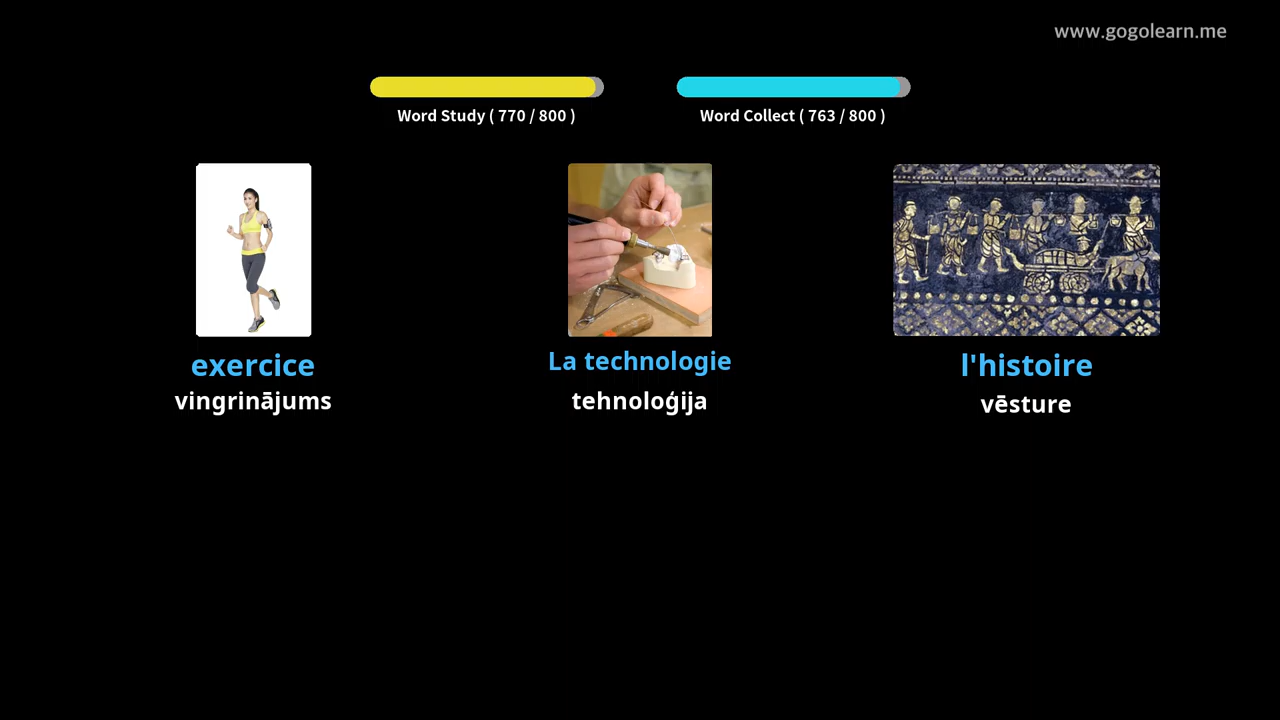 www.gogolearn.me
Word Study ( 770 / 800 )
Word Collect ( 763 / 800 )
exercice
vingrinājums
La technologie
tehnoloģija
l'histoire
vēsture